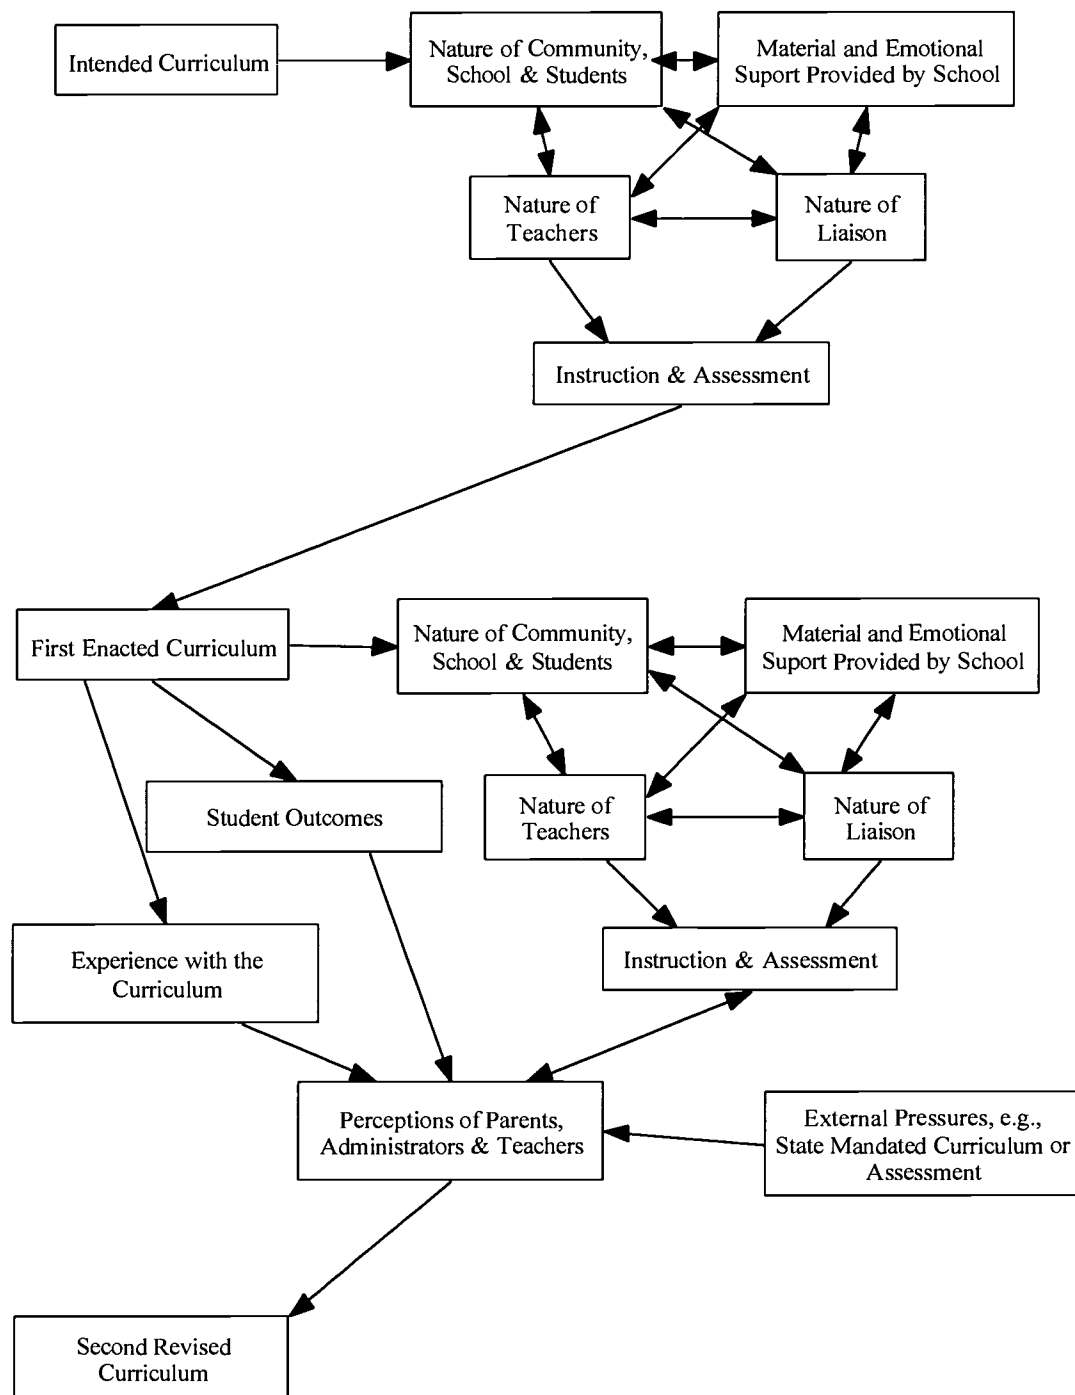 Intended Curriculum
Nature of Community,
School & Students
Material and Emotional
Suport Provided by School
Nature of
Teachers
Nature of
Liaison
Instruction & Assessment
First Enacted Curriculum
Nature of Community,
School & Students
Material and Emotional
Suport Provided by School
Student Outcomes
Nature of
Teachers
Nature of
Liaison
Experience with the
Curriculum
Instruction & Assessment
Perceptions of Parents,
Administrators & Teachers
External Pressures, e.g.,
State Mandated Curriculum or
Assessment
Second Revised
Curriculum